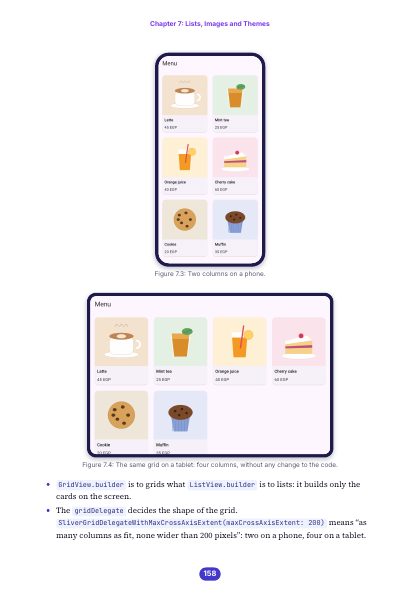 Chapter 7: Lists, Images and Themes
Menu
Latte
45 EGP
Mint tea
25 EGP
Orange juice
40 EGP
Cherry cake
60 EGP
Cookie
20 EGP
Muffin
35 EGP
Figure 7.3: Two columns on a phone.
Menu
Latte
45 EGP
Mint tea
25 EGP
Orange juice
40 EGP
Cherry cake
60 EGP
Cookie
Muffin
Figure 7.4: The same grid on a tablet: four columns, without any change to the code.
• GridView.builder is to grids what ListView.builder is to lists: it builds only the
cards on the screen.
• The gridDelegate decides the shape of the grid.
SliverGridDelegateWithMaxCrossAxisExtent(maxCrossAxisExtent: 200) means “as
many columns as fit, none wider than 200 pixels”: two on a phone, four on a tablet.
158